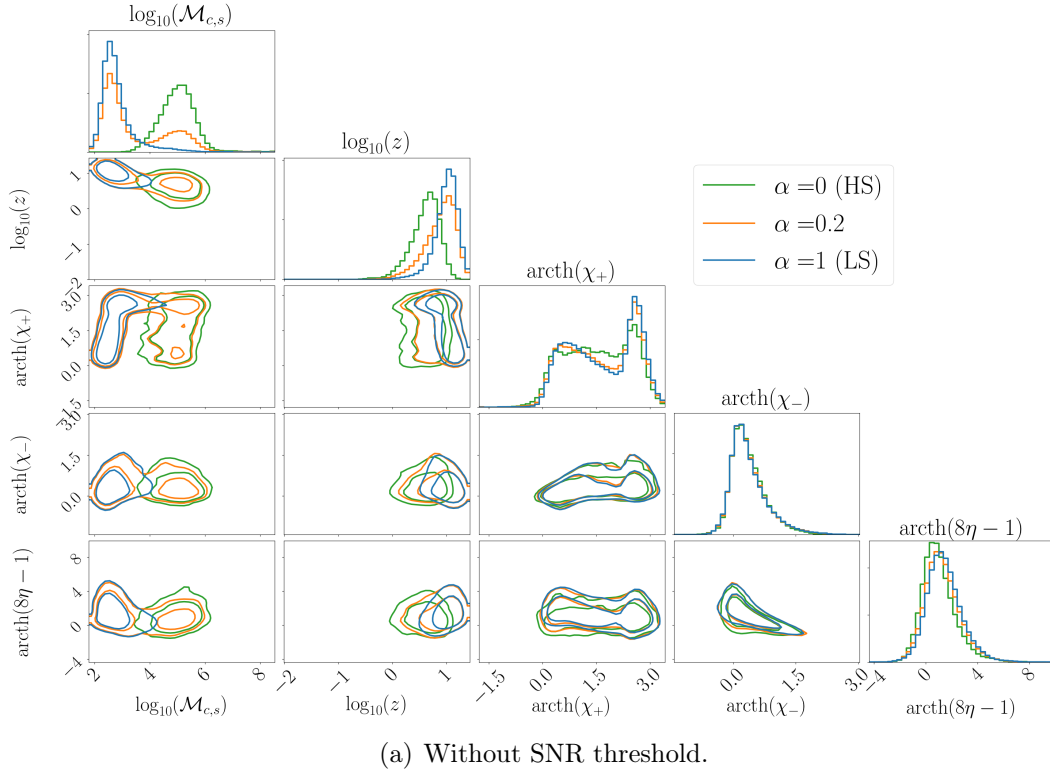 log₁₀(ℳ_{c,s})
log₁₀(z)
α =0 (HS)
α =0.2
α =1 (LS)
log₁₀(z)
1
0
−1
−2
arcth(χ₊)
arcth(χ₊)
3.0
1.5
0.0
−1.5
arcth(χ₋)
arcth(χ₋)
3.0
1.5
0.0
arcth(8η − 1)
arcth(8η − 1)
8
4
0
−4
2 4 6 8
−2 −1 0 1
−1.5 0.0 1.5 3.0
0.0 1.5 3.0
−4 0 4 8
log₁₀(ℳ_{c,s}) log₁₀(z) arcth(χ₊) arcth(χ₋) arcth(8η − 1)
(a) Without SNR threshold.